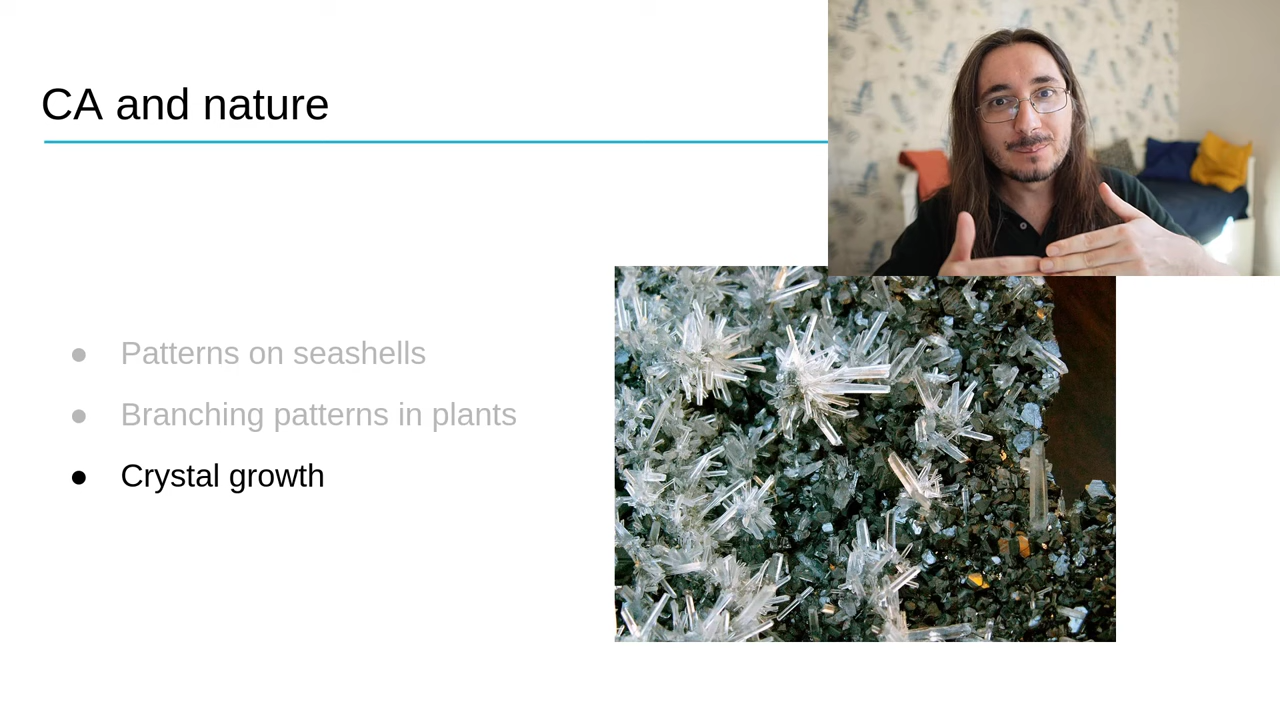 CA and nature
● Patterns on seashells
● Branching patterns in plants
● Crystal growth